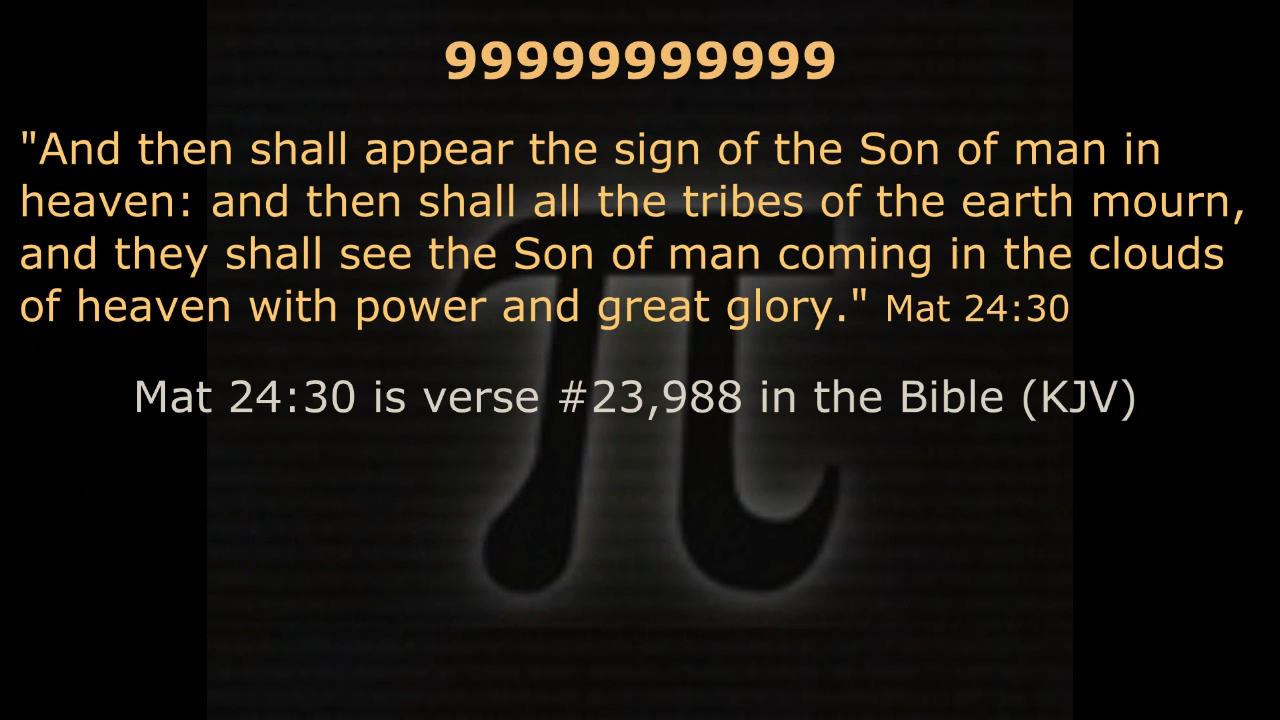 99999999999
"And then shall appear the sign of the Son of man in
heaven: and then shall all the tribes of the earth mourn,
and they shall see the Son of man coming in the clouds
of heaven with power and great glory." Mat 24:30
Mat 24:30 is verse #23,988 in the Bible (KJV)
π